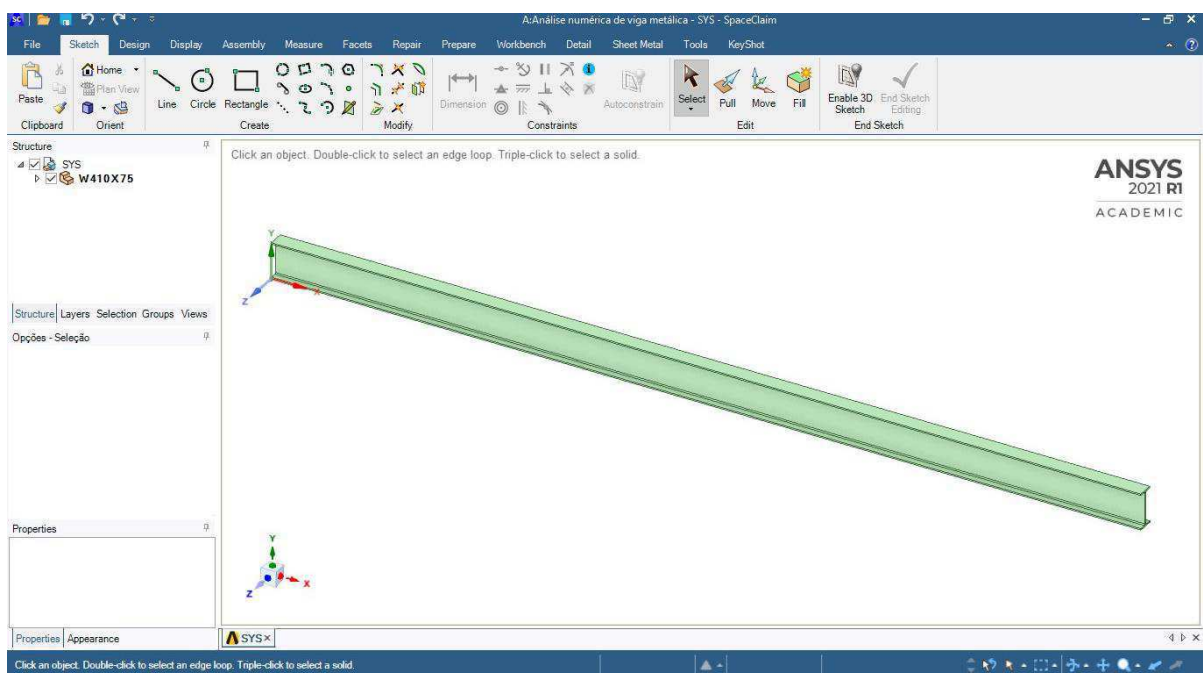 A:Análise numérica de viga metálica - SYS - SpaceClaim
File Sketch Design Display Assembly Measure Facets Repair Prepare Workbench Detail Sheet Metal Tools KeyShot
Home
Plan View
Paste
Line Circle Rectangle
Dimension
Autoconstrain
Select Pull Move Fill
Enable 3D Sketch
End Sketch Editing
Clipboard Orient Create Modify Constraints Edit End Sketch
Structure
SYS
W410X75
Structure Layers Selection Groups Views
Opções - Seleção
Properties
Properties Appearance
Click an object. Double-click to select an edge loop. Triple-click to select a solid.
ANSYS
2021 R1
ACADEMIC
Y
X
Z
Y
X
Z
SYS
Click an object. Double-click to select an edge loop. Triple-click to select a solid.